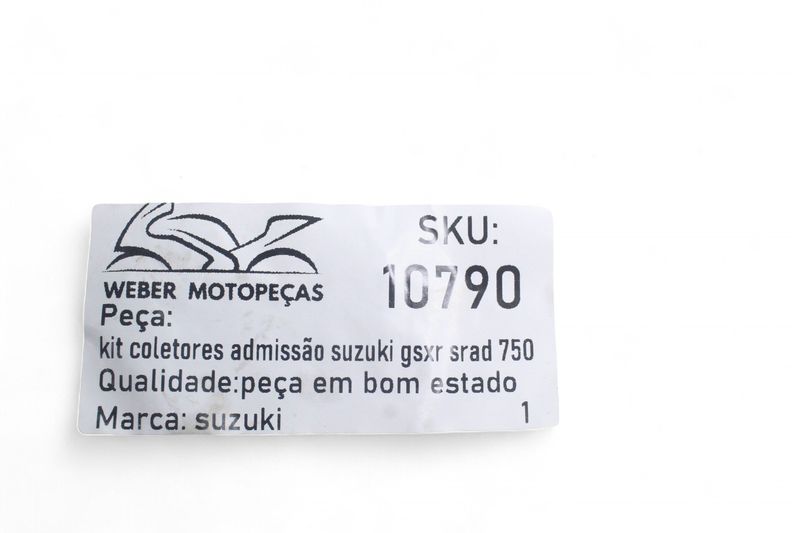 WEBER MOTOPEÇAS
SKU:
10790
Peça:
kit coletores admissão suzuki gsxr srad 750
Qualidade:peça em bom estado
Marca: suzuki
1